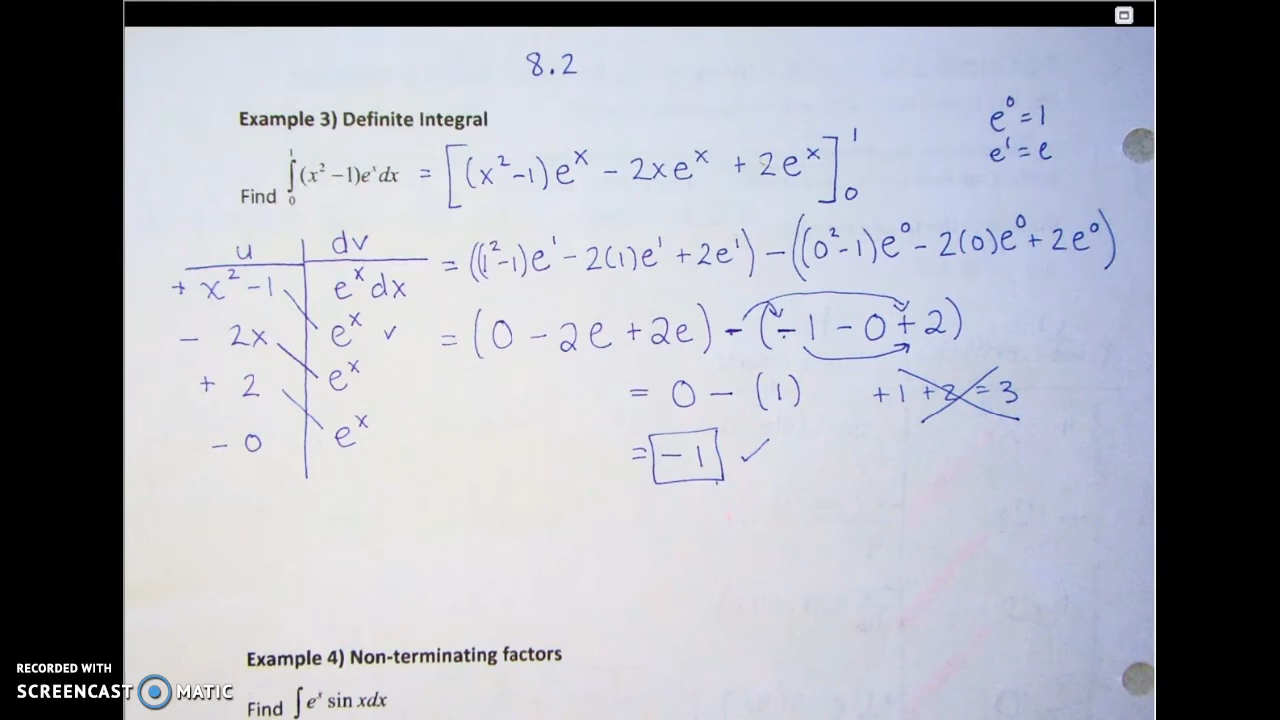 8.2
Example 3) Definite Integral
e⁰ = 1
e¹ = e
Find ∫₀¹ (x² −1)eˣ dx = [(x²−1)eˣ − 2xeˣ + 2eˣ]₀¹
u | dv
+ x² −1 | eˣ dx
− 2x | eˣ ✓
+ 2 | eˣ
− 0 | eˣ
= ((1²−1)e¹ − 2(1)e¹ + 2e¹) − ((0²−1)e⁰ − 2(0)e⁰ + 2e⁰)
= (0 − 2e + 2e) − (−1 − 0 + 2)
= 0 − (1)
+1 +2 = 3
= −1 ✓
Example 4) Non-terminating factors
Find ∫ eˣ sin xdx
RECORDED WITH
SCREENCAST MATIC